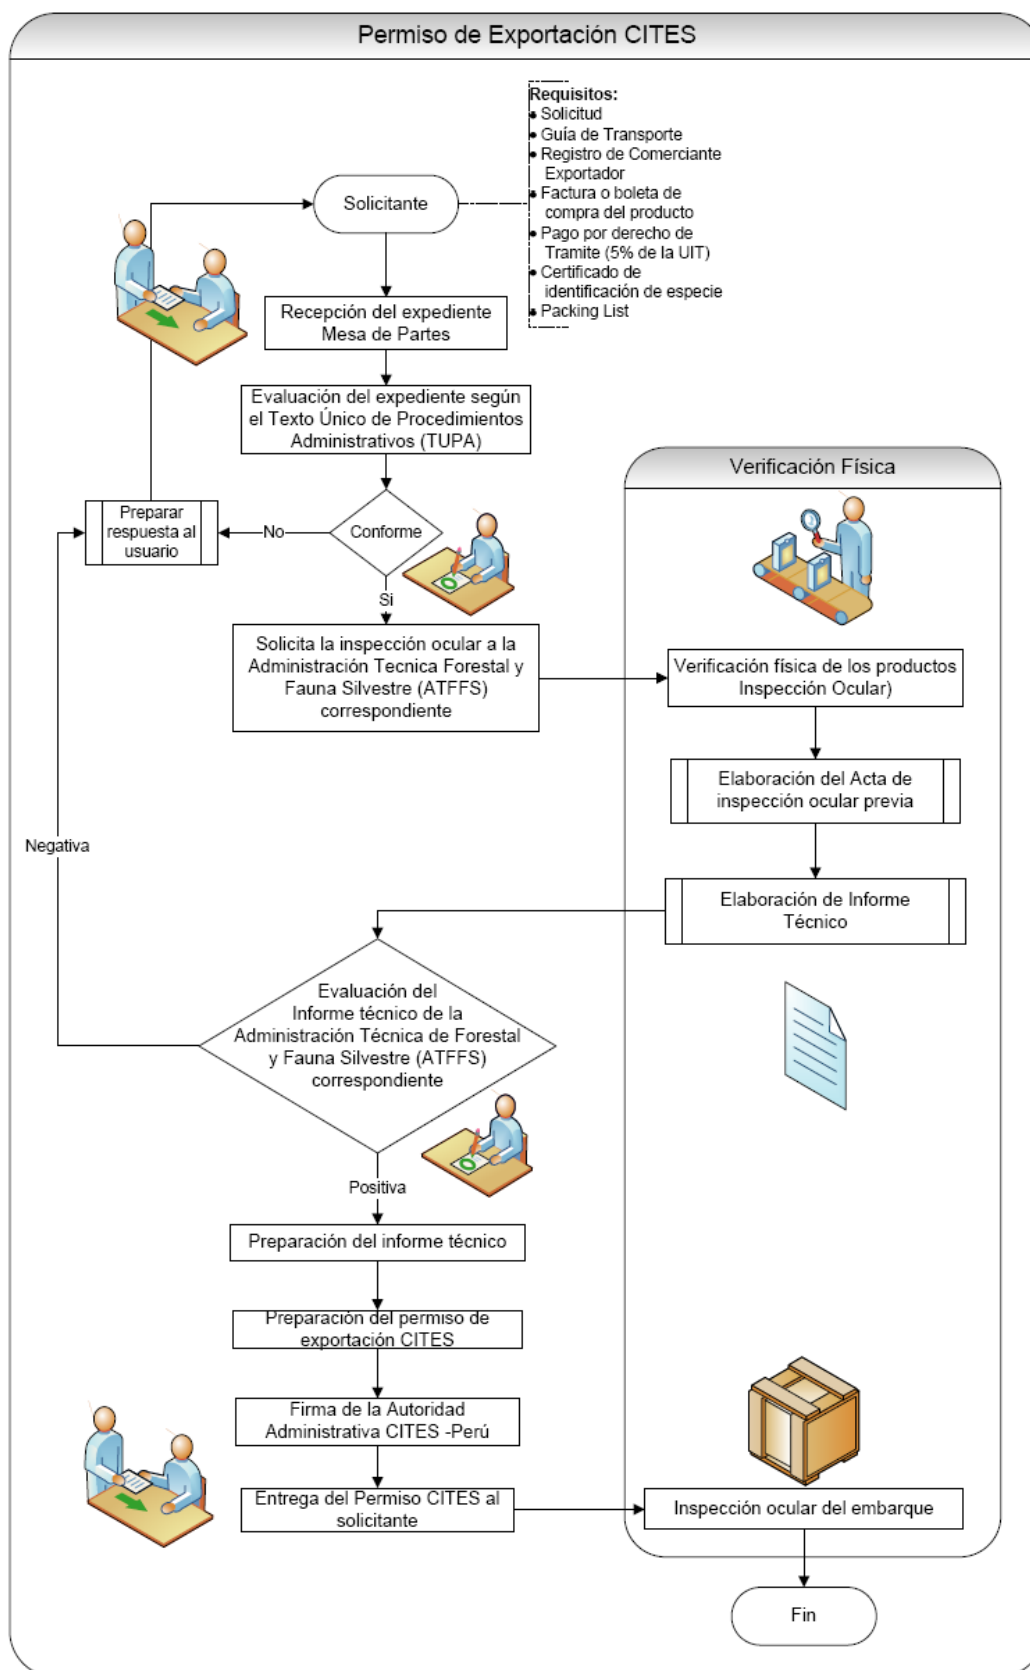 Permiso de Exportación CITES
Requisitos:
● Solicitud
● Guía de Transporte
● Registro de Comerciante
Exportador
● Factura o boleta de
compra del producto
● Pago por derecho de
Tramite (5% de la UIT)
● Certificado de
identificación de especie
● Packing List
Solicitante
Recepción del expediente
Mesa de Partes
Evaluación del expediente según
el Texto Único de Procedimientos
Administrativos (TUPA)
Conforme
No
Preparar
respuesta al
usuario
Si
Solicita la inspección ocular a la
Administración Tecnica Forestal y
Fauna Silvestre (ATFFS)
correspondiente
Verificación Física
Verificación física de los productos
Inspección Ocular)
Elaboración del Acta de
inspección ocular previa
Elaboración de Informe
Técnico
Negativa
Evaluación del
Informe técnico de la
Administración Técnica de Forestal
y Fauna Silvestre (ATFFS)
correspondiente
Positiva
Preparación del informe técnico
Preparación del permiso de
exportación CITES
Firma de la Autoridad
Administrativa CITES -Perú
Entrega del Permiso CITES al
solicitante
Inspección ocular del embarque
Fin